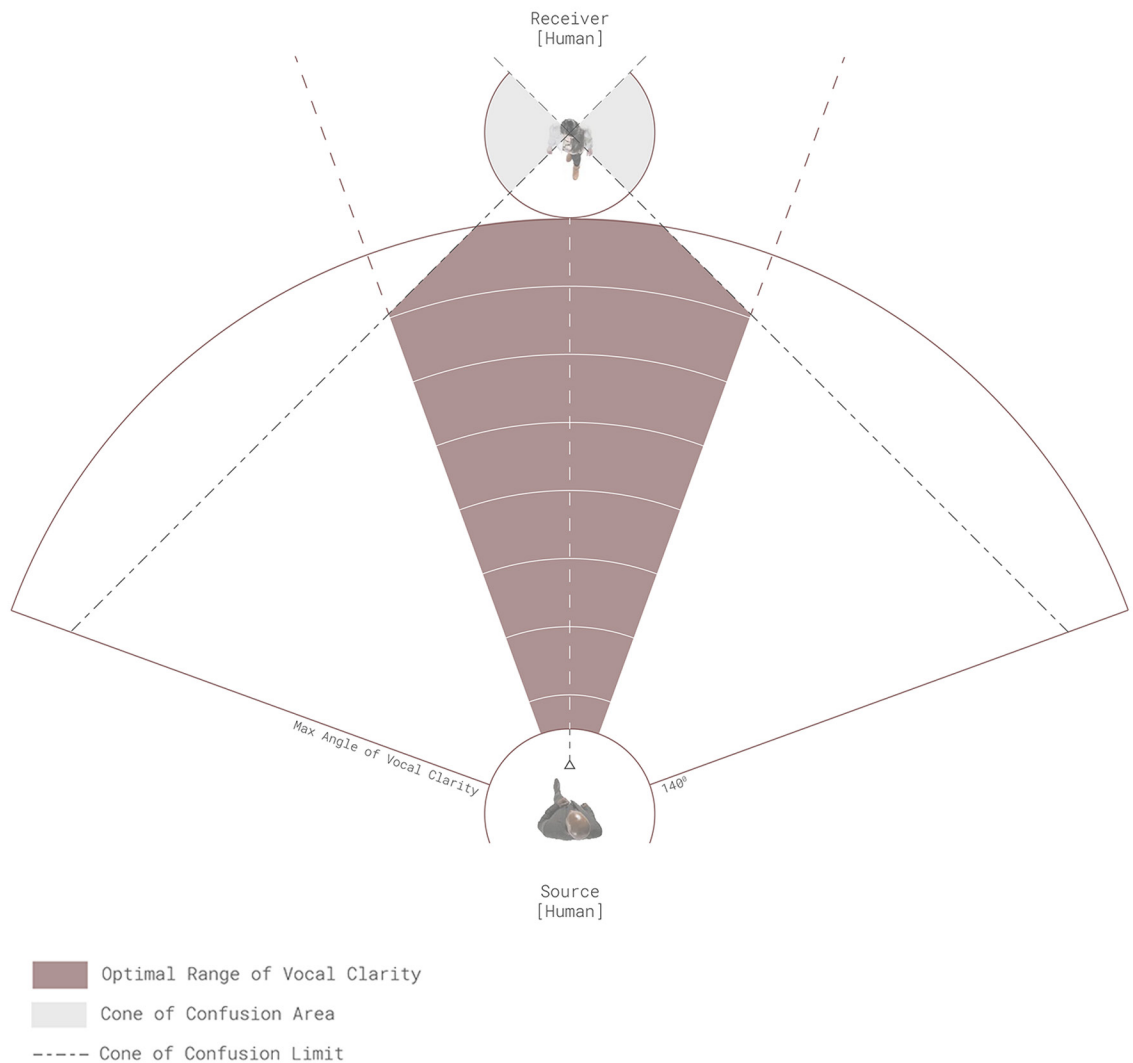 Receiver
[Human]
Max Angle of Vocal Clarity
140⁰
Source
[Human]
Optimal Range of Vocal Clarity
Cone of Confusion Area
Cone of Confusion Limit